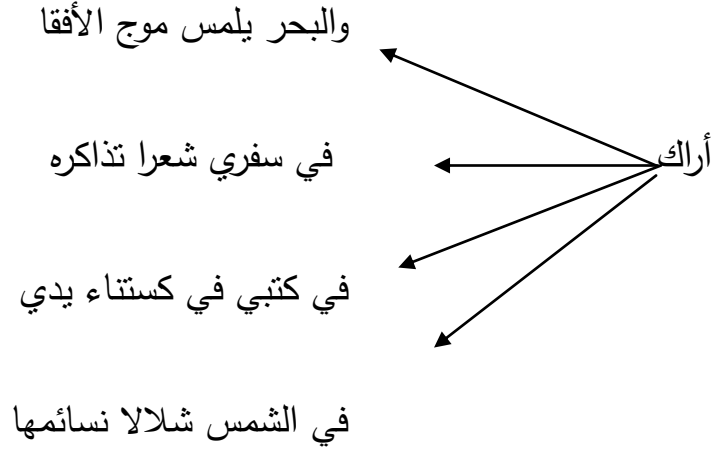 والبحر يلمس موج الأفقا
أراك
في سفري شعرا تذاكره
في كتبي في كستناء يدي
في الشمس شلالا نسائمها